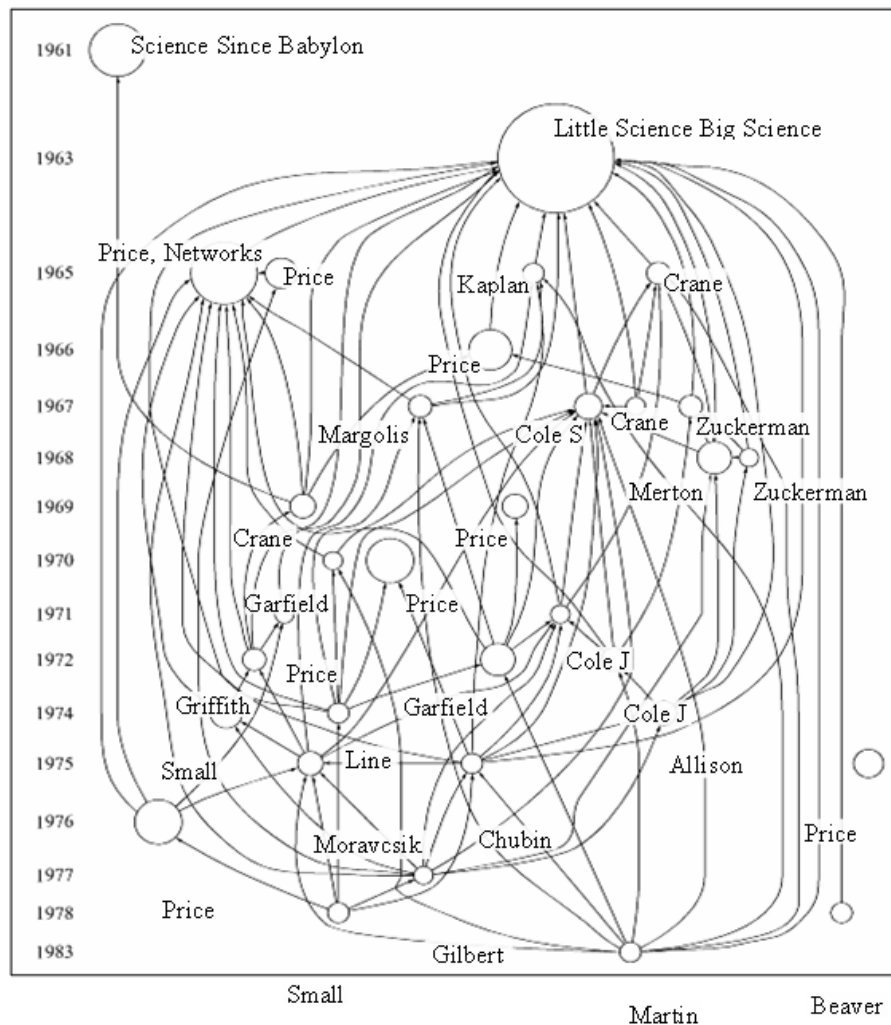 1961 Science Since Babylon
Little Science Big Science
1963
Price, Networks
1965 Price Kaplan Crane
1966
Price
1967
Margolis Cole S Crane Zuckerman
1968
Merton Zuckerman
1969
Crane Price
1970
Garfield Price
1971
1972 Cole J
Price
Griffith Garfield Cole J
1974
1975 Line Allison
Small
1976
Moravcsik Chubin Price
1977
1978 Price
1983 Gilbert
Small
Martin Beaver